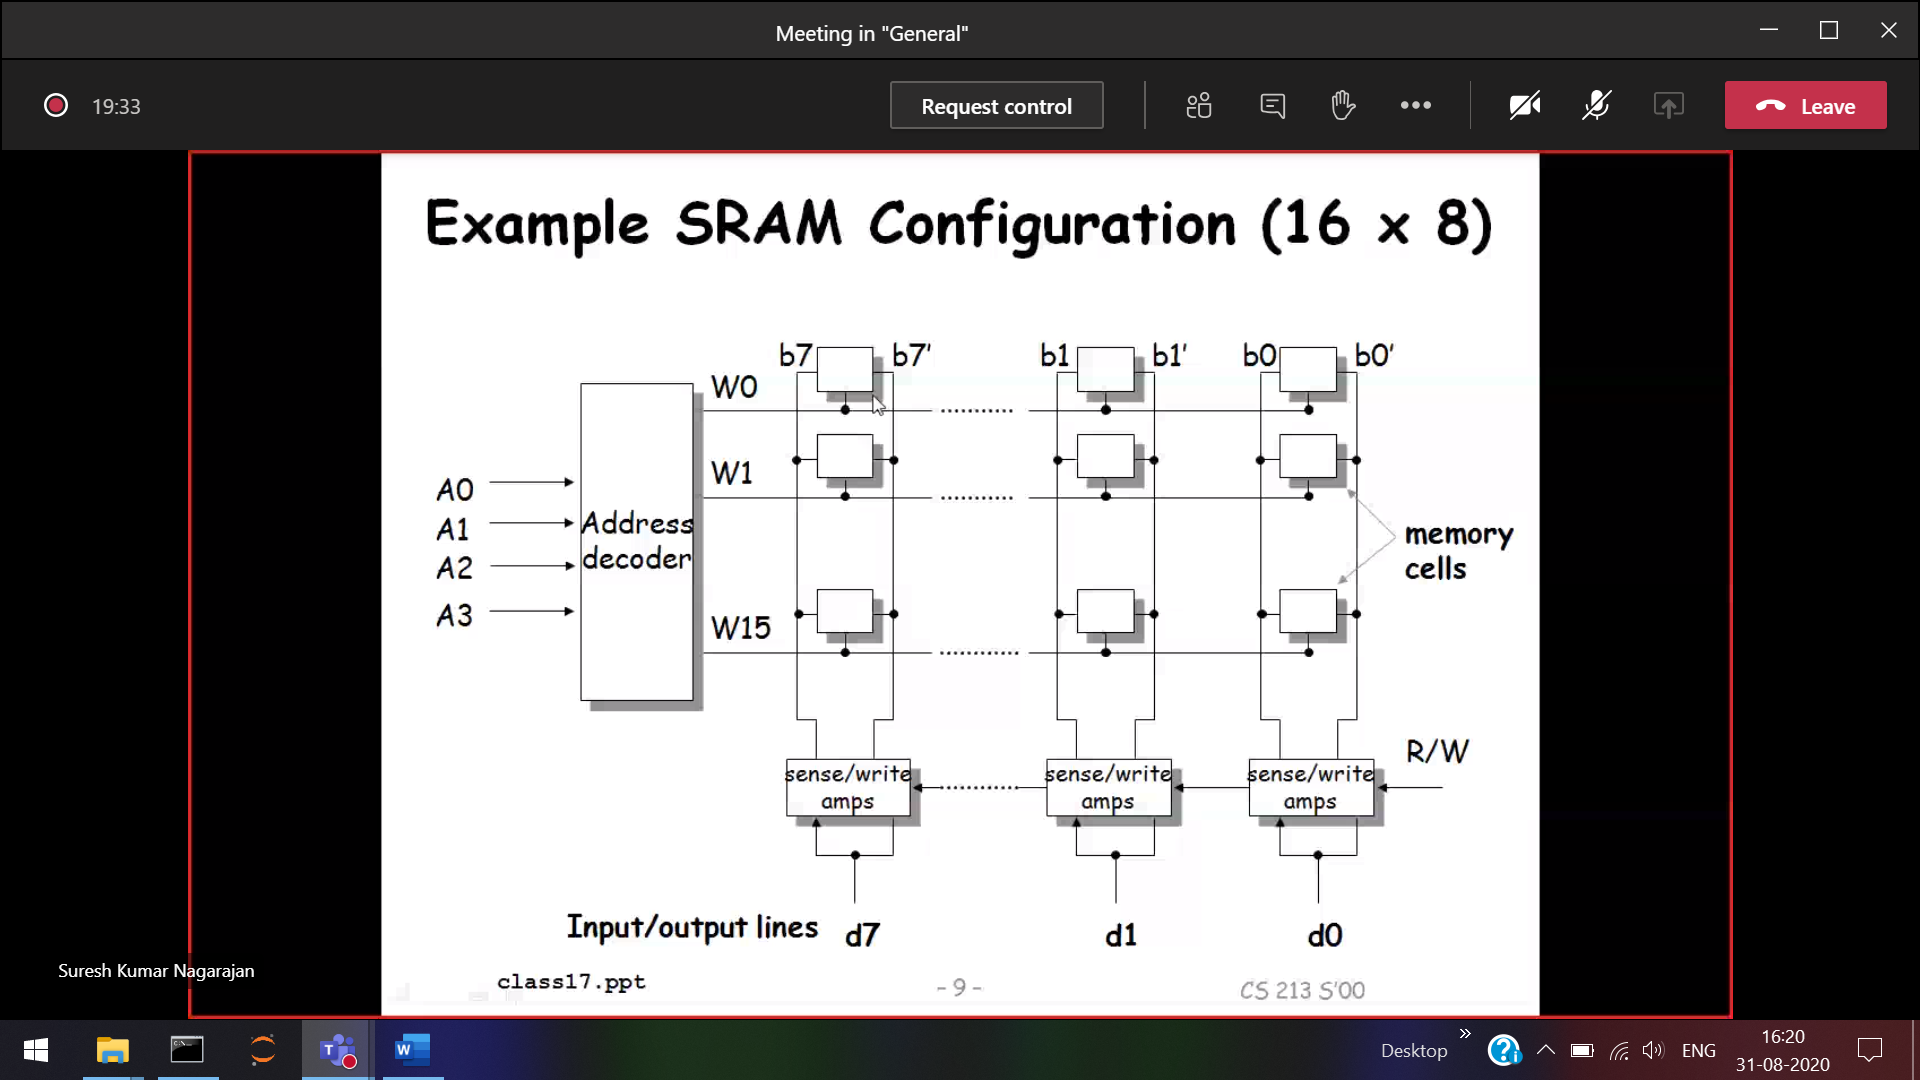 Meeting in "General"
19:33
Request control
Leave
Example SRAM Configuration (16 x 8)
b7 b7' b1 b1' b0 b0'
W0
W1
A0
A1
A2
A3
Address
decoder
memory
cells
W15
R/W
sense/write
amps
sense/write
amps
sense/write
amps
Input/output lines d7 d1 d0
Suresh Kumar Nagarajan
class17.ppt - 9 - CS 213 S'00
Desktop
ENG
16:20
31-08-2020